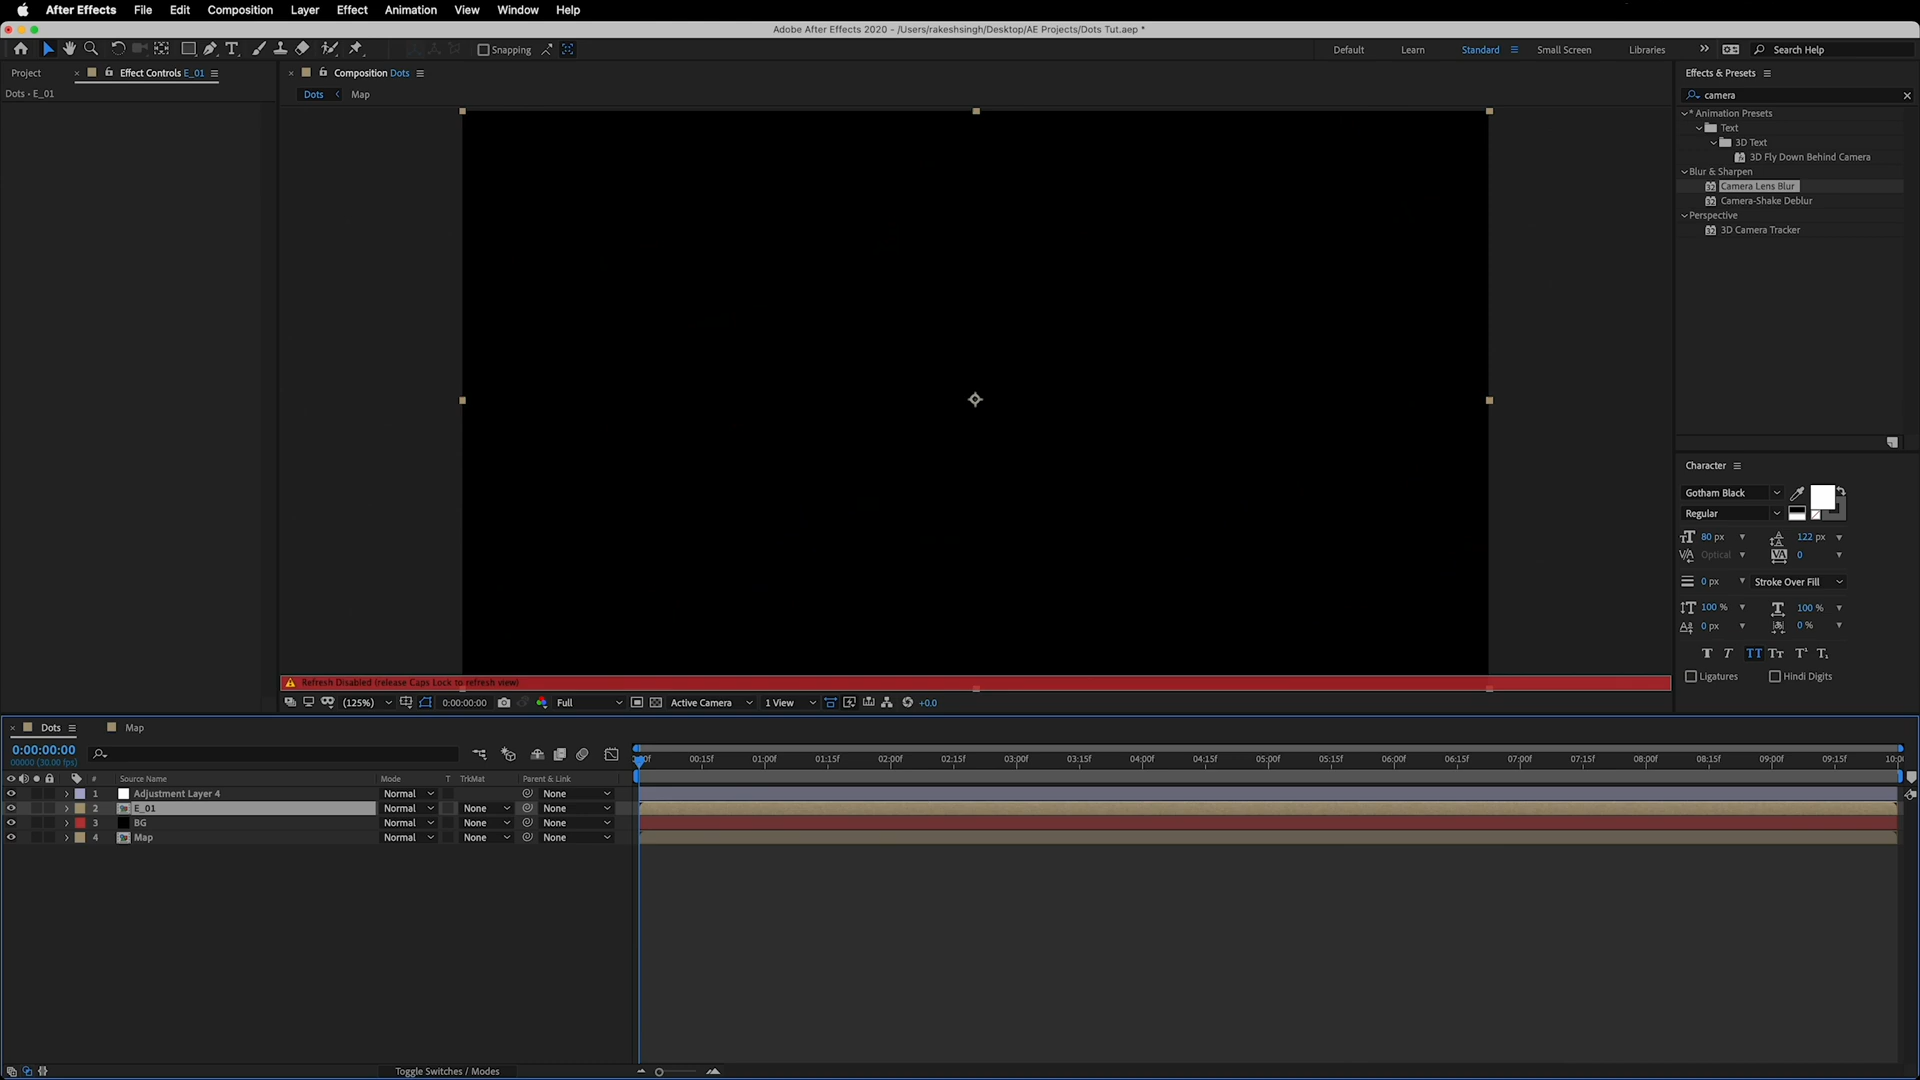 After Effects File Edit Composition Layer Effect Animation View Window Help
Adobe After Effects 2020 - /Users/rakeshsingh/Desktop/AE Projects/Dots Tut.aep *
Snapping Default Learn Standard Small Screen Libraries Search Help
Project Effect Controls E_01
Dots • E_01
Composition Dots
Dots Map
Effects & Presets
camera
* Animation Presets
Text
3D Text
3D Fly Down Behind Camera
Blur & Sharpen
Camera Lens Blur
Camera-Shake Deblur
Perspective
3D Camera Tracker
Character
Gotham Black
Regular
80 px 122 px
Optical 0
0 px Stroke Over Fill
100 % 100 %
0 px 0 %
Ligatures Hindi Digits
Refresh Disabled (release Caps Lock to refresh view)
(125%) 0:00:00:00 Full Active Camera 1 View +0.0
Dots Map
0:00:00:00
00000 (30.00 fps)
00:15f 01:00f 01:15f 02:00f 02:15f 03:00f 03:15f 04:00f 04:15f 05:00f 05:15f 06:00f 06:15f 07:00f 07:15f 08:00f 08:15f 09:00f 09:15f 10:0
# Source Name Mode T TrkMat Parent & Link
1 Adjustment Layer 4 Normal None
2 E_01 Normal None None
3 BG Normal None None
4 Map Normal None None
Toggle Switches / Modes